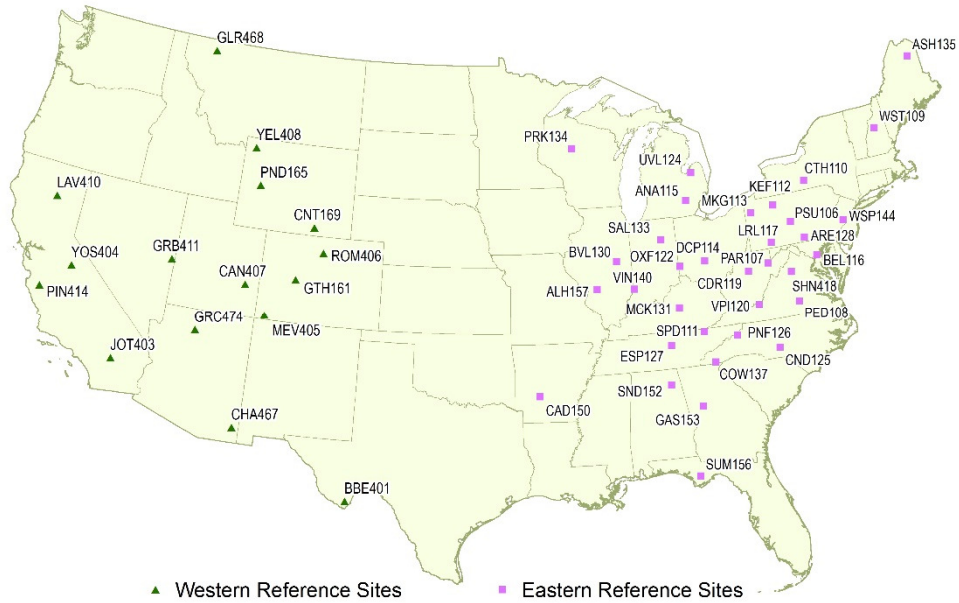 GLR468
ASH135
WST109
YEL408
PRK134
UVL124
CTH110
PND165
LAV410
ANA115
MKG113
KEF112
CNT169
PSU106
WSP144
SAL133
LRL117
ARE128
YOS404
GRB411
ROM406
BVL130
OXF122
DCP114
PAR107
BEL116
CAN407
VIN140
CDR119
SHN418
PIN414
GTH161
ALH157
MCK131
VPI120
PED108
GRC474
MEV405
SPD111
PNF126
JOT403
ESP127
CND125
COW137
SND152
CAD150
GAS153
CHA467
SUM156
BBE401
Western Reference Sites
Eastern Reference Sites